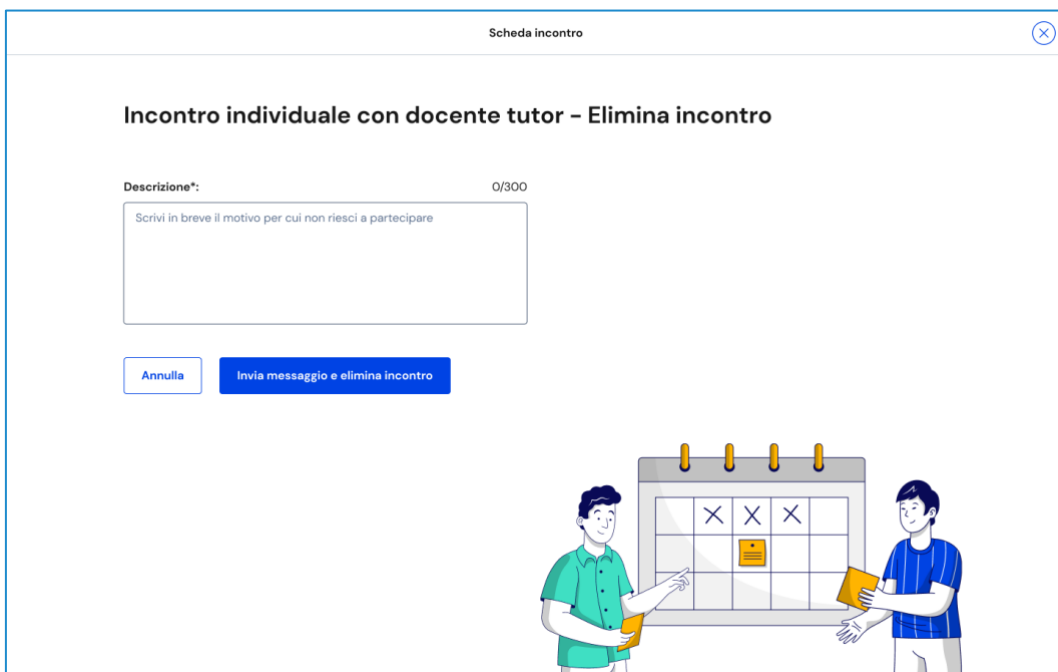 Scheda incontro
Incontro individuale con docente tutor – Elimina incontro
Descrizione*: 0/300
Scrivi in breve il motivo per cui non riesci a partecipare
Annulla Invia messaggio e elimina incontro